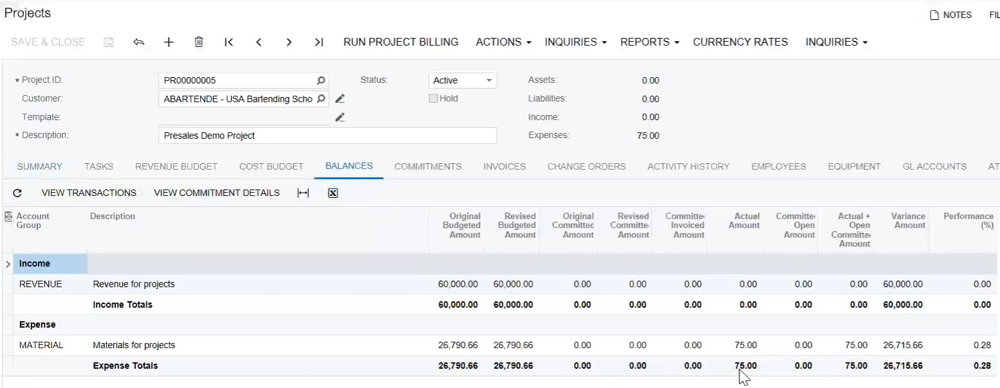 Projects
NOTES FIL
SAVE & CLOSE RUN PROJECT BILLING ACTIONS INQUIRIES REPORTS CURRENCY RATES INQUIRIES
* Project ID: PR00000005 Status: Active Assets: 0.00
Customer: ABARTENDE - USA Bartending Scho Hold Liabilities: 0.00
Template: Income: 0.00
* Description: Presales Demo Project Expenses: 75.00
SUMMARY TASKS REVENUE BUDGET COST BUDGET BALANCES COMMITMENTS INVOICES CHANGE ORDERS ACTIVITY HISTORY EMPLOYEES EQUIPMENT GL ACCOUNTS AT
VIEW TRANSACTIONS VIEW COMMITMENT DETAILS
Account Description Original Revised Original Revised Committe Actual Committe Actual + Variance Performance
Group Budgeted Budgeted Committed Committe Invoiced Amount Open Open Amount (%)
Amount Amount Amount Amount Amount Amount Committe
Amount
Income
REVENUE Revenue for projects 60,000.00 60,000.00 0.00 0.00 0.00 0.00 0.00 0.00 60,000.00 0.00
Income Totals 60,000.00 60,000.00 0.00 0.00 0.00 0.00 0.00 0.00 60,000.00 0.00
Expense
MATERIAL Materials for projects 26,790.66 26,790.66 0.00 0.00 0.00 75.00 0.00 75.00 26,715.66 0.28
Expense Totals 26,790.66 26,790.66 0.00 0.00 0.00 75.00 0.00 75.00 26,715.66 0.28